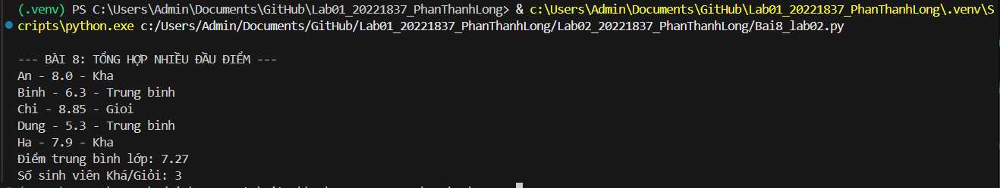 (.venv) PS C:\Users\Admin\Documents\GitHub\Lab01_20221837_PhanThanhLong> & c:\Users\Admin\Documents\GitHub\Lab01_20221837_PhanThanhLong\.venv\S
cripts\python.exe c:/Users/Admin/Documents/GitHub/Lab01_20221837_PhanThanhLong/Lab02_20221837_PhanThanhLong/Bai8_lab02.py
--- BÀI 8: TỔNG HỢP NHIỀU ĐẦU ĐIỂM ---
An - 8.0 - Kha
Binh - 6.3 - Trung binh
Chi - 8.85 - Gioi
Dung - 5.3 - Trung binh
Ha - 7.9 - Kha
Điểm trung bình lớp: 7.27
Số sinh viên Khá/Giỏi: 3